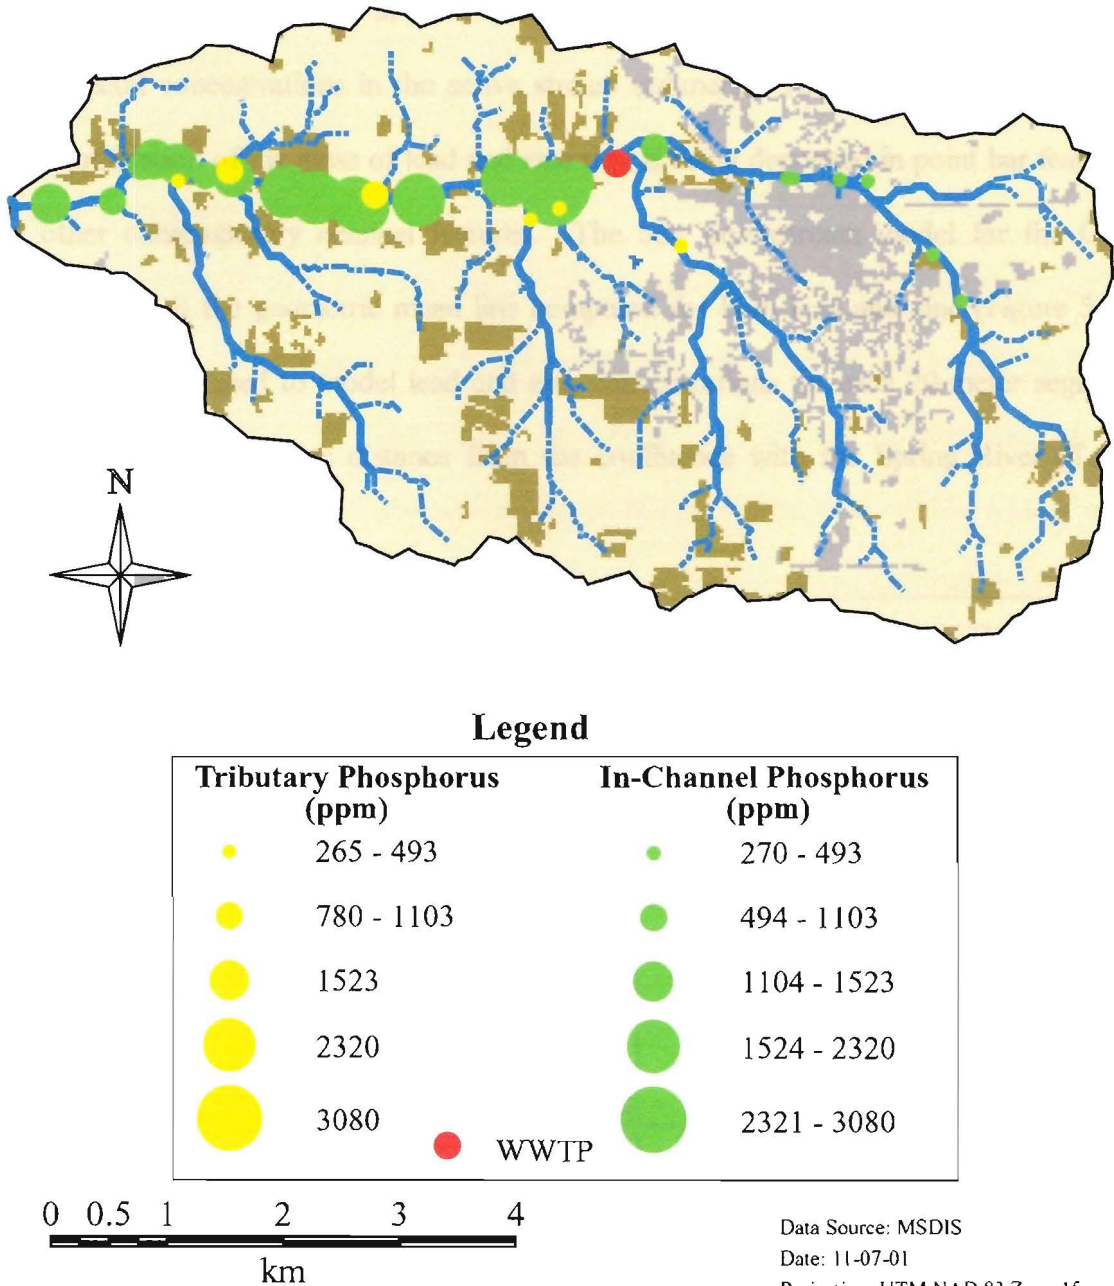 N
Legend
Tributary Phosphorus (ppm)
265 - 493
780 - 1103
1523
2320
3080
In-Channel Phosphorus (ppm)
270 - 493
494 - 1103
1104 - 1523
1524 - 2320
2321 - 3080
WWTP
0 0.5 1 2 3 4
km
Data Source: MSDIS
Date: 11-07-01